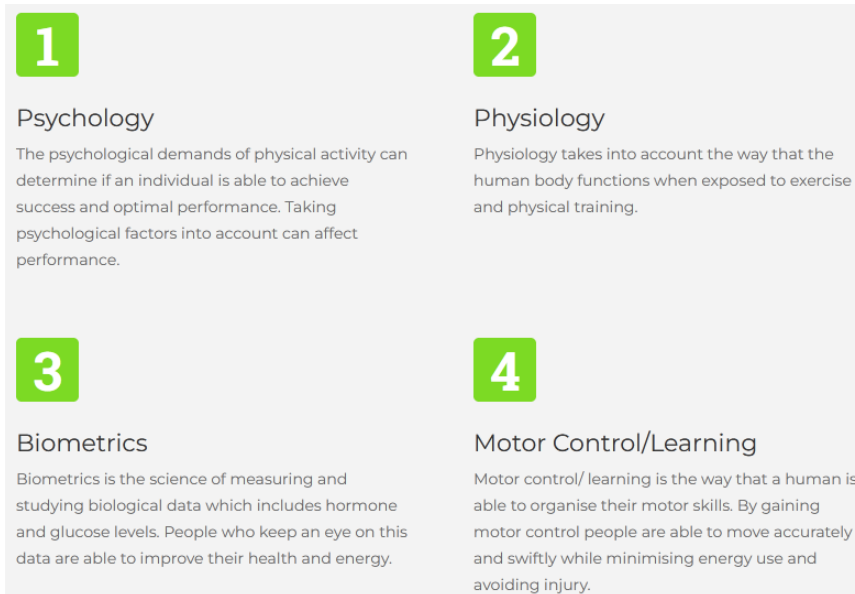 1
Psychology
The psychological demands of physical activity can
determine if an individual is able to achieve
success and optimal performance. Taking
psychological factors into account can affect
performance.
2
Physiology
Physiology takes into account the way that the
human body functions when exposed to exercise
and physical training.
3
Biometrics
Biometrics is the science of measuring and
studying biological data which includes hormone
and glucose levels. People who keep an eye on this
data are able to improve their health and energy.
4
Motor Control/Learning
Motor control/ learning is the way that a human is
able to organise their motor skills. By gaining
motor control people are able to move accurately
and swiftly while minimising energy use and
avoiding injury.